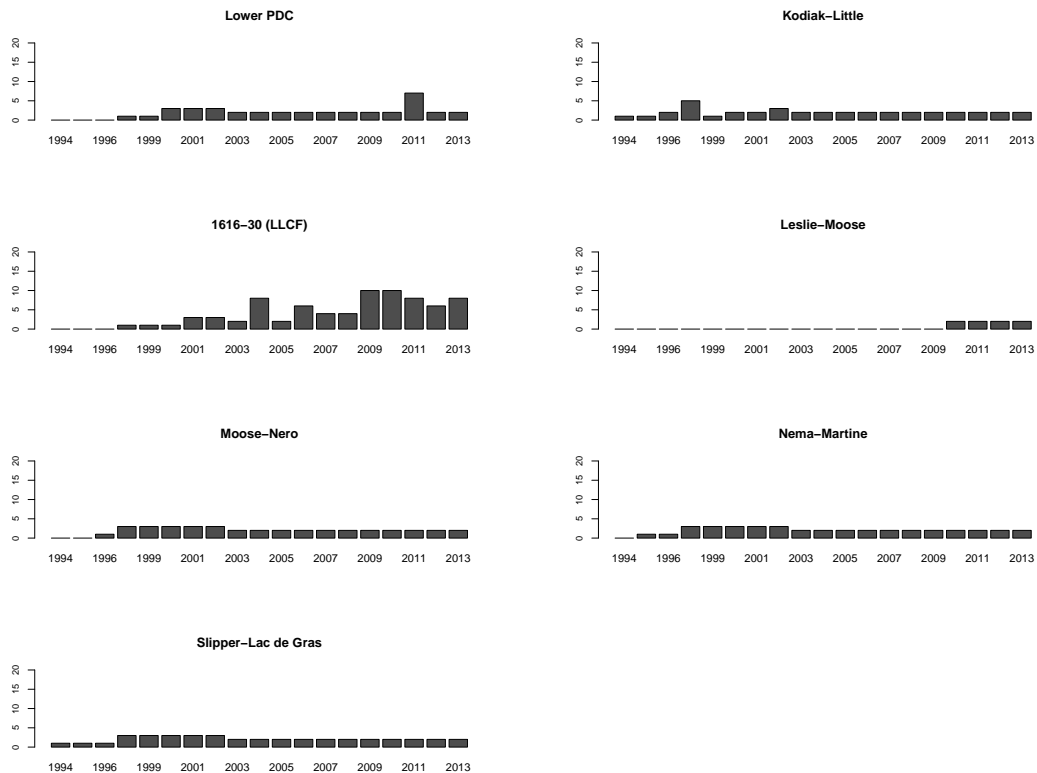 Lower PDC
0 5 10 15 20
1994 1996 1999 2001 2003 2005 2007 2009 2011 2013
Kodiak–Little
0 5 10 15 20
1994 1996 1999 2001 2003 2005 2007 2009 2011 2013
1616–30 (LLCF)
0 5 10 15 20
1994 1996 1999 2001 2003 2005 2007 2009 2011 2013
Leslie–Moose
0 5 10 15 20
1994 1996 1999 2001 2003 2005 2007 2009 2011 2013
Moose–Nero
0 5 10 15 20
1994 1996 1999 2001 2003 2005 2007 2009 2011 2013
Nema–Martine
0 5 10 15 20
1994 1996 1999 2001 2003 2005 2007 2009 2011 2013
Slipper–Lac de Gras
0 5 10 15 20
1994 1996 1999 2001 2003 2005 2007 2009 2011 2013